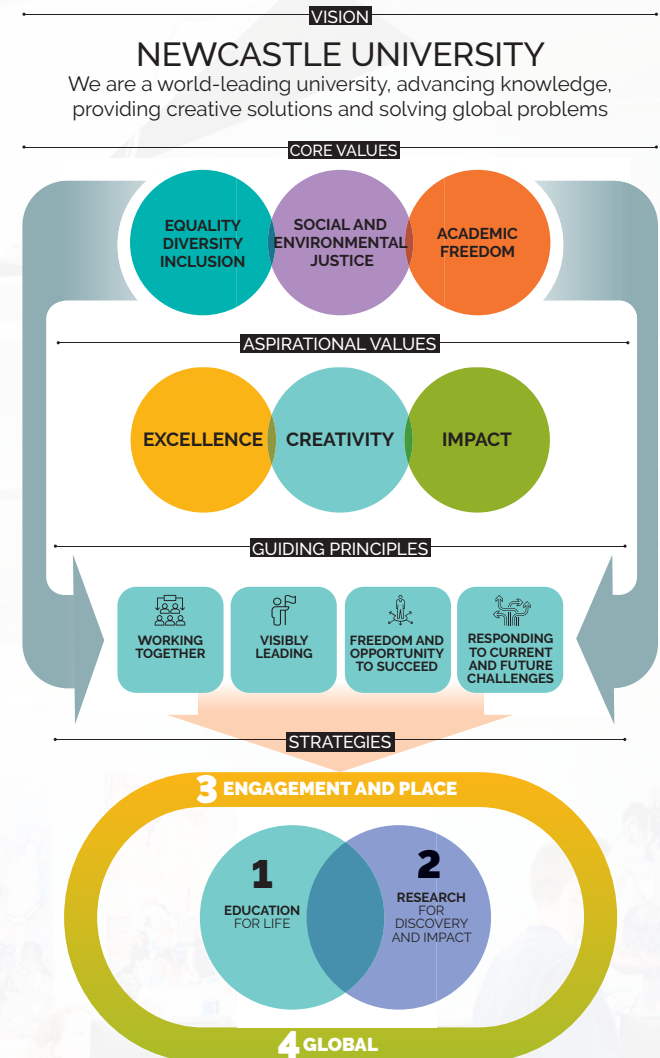 VISION
NEWCASTLE UNIVERSITY
We are a world-leading university, advancing knowledge,
providing creative solutions and solving global problems
CORE VALUES
EQUALITY
DIVERSITY
INCLUSION
SOCIAL AND
ENVIRONMENTAL
JUSTICE
ACADEMIC
FREEDOM
ASPIRATIONAL VALUES
EXCELLENCE
CREATIVITY
IMPACT
GUIDING PRINCIPLES
WORKING
TOGETHER
VISIBLY
LEADING
FREEDOM AND
OPPORTUNITY
TO SUCCEED
RESPONDING
TO CURRENT
AND FUTURE
CHALLENGES
STRATEGIES
3 ENGAGEMENT AND PLACE
1
EDUCATION
FOR LIFE
2
RESEARCH
FOR
DISCOVERY
AND IMPACT
4 GLOBAL